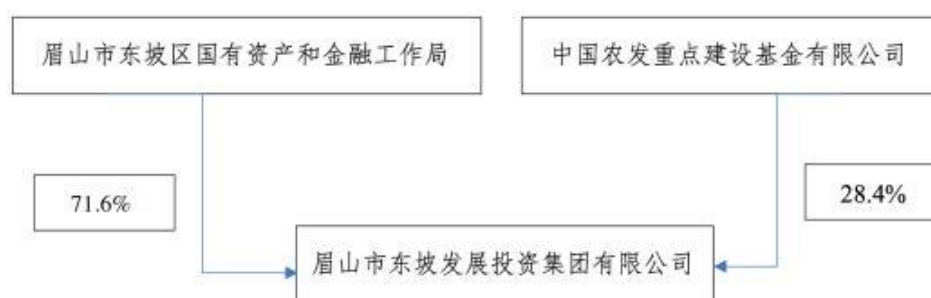 眉山市东坡区国有资产和金融工作局
中国农发重点建设基金有限公司
71.6%
28.4%
眉山市东坡发展投资集团有限公司